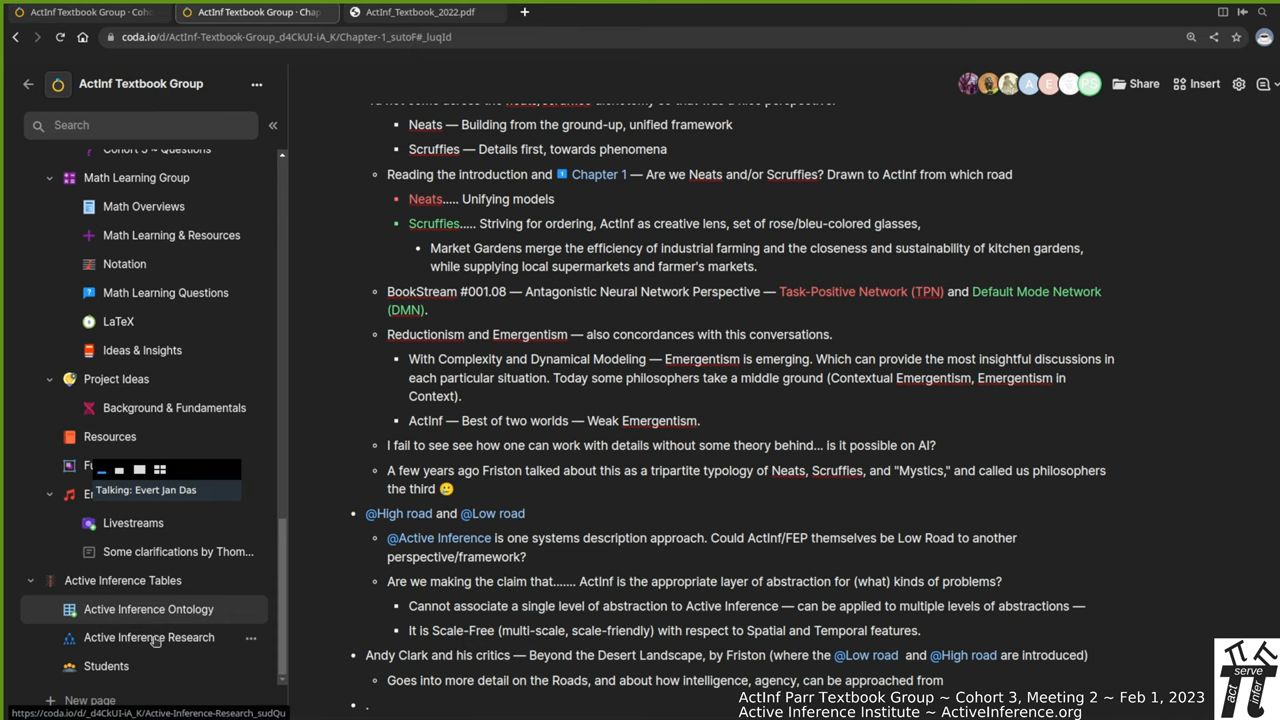 ActInf Textbook Group · Coho
ActInf Textbook Group · Chap
ActInf_Textbook_2022.pdf
coda.io/d/ActInf-Textbook-Group_d4CkUI-iA_K/Chapter-1_sutoF#_luqId
ActInf Textbook Group
A
E
PS
Share
Insert
Search
Cohort 3 ~ Questions
Neats — Building from the ground-up, unified framework
Scruffies — Details first, towards phenomena
Math Learning Group
Reading the introduction and Chapter 1 — Are we Neats and/or Scruffies? Drawn to ActInf from which road
Math Overviews
Neats..... Unifying models
Math Learning & Resources
Scruffies..... Striving for ordering, ActInf as creative lens, set of rose/bleu-colored glasses,
Notation
Market Gardens merge the efficiency of industrial farming and the closeness and sustainability of kitchen gardens,
while supplying local supermarkets and farmer's markets.
Math Learning Questions
BookStream #001.08 — Antagonistic Neural Network Perspective — Task-Positive Network (TPN) and Default Mode Network
(DMN).
LaTeX
Reductionism and Emergentism — also concordances with this conversations.
Ideas & Insights
With Complexity and Dynamical Modeling — Emergentism is emerging. Which can provide the most insightful discussions in
each particular situation. Today some philosophers take a middle ground (Contextual Emergentism, Emergentism in
Context).
Project Ideas
Background & Fundamentals
ActInf — Best of two worlds — Weak Emergentism.
Resources
I fail to see see how one can work with details without some theory behind... is it possible on AI?
Fu
A few years ago Friston talked about this as a tripartite typology of Neats, Scruffies, and "Mystics," and called us philosophers
the third 😢
Talking: Evert Jan Das
En
@High road and @Low road
Livestreams
@Active Inference is one systems description approach. Could ActInf/FEP themselves be Low Road to another
perspective/framework?
Some clarifications by Thom...
Active Inference Tables
Are we making the claim that....... ActInf is the appropriate layer of abstraction for (what) kinds of problems?
Active Inference Ontology
Cannot associate a single level of abstraction to Active Inference — can be applied to multiple levels of abstractions —
Active Inference Research
It is Scale-Free (multi-scale, scale-friendly) with respect to Spatial and Temporal features.
Students
Andy Clark and his critics — Beyond the Desert Landscape, by Friston (where the @Low road and @High road are introduced)
Goes into more detail on the Roads, and about how intelligence, agency, can be approached from
New page
.
https://coda.io/d/_d4CkUI-iA_K/Active-Inference-Research_sudQu
ActInf Parr Textbook Group ~ Cohort 3, Meeting 2 ~ Feb 1, 2023
Active Inference Institute ~ ActiveInference.org
act
serve
infer